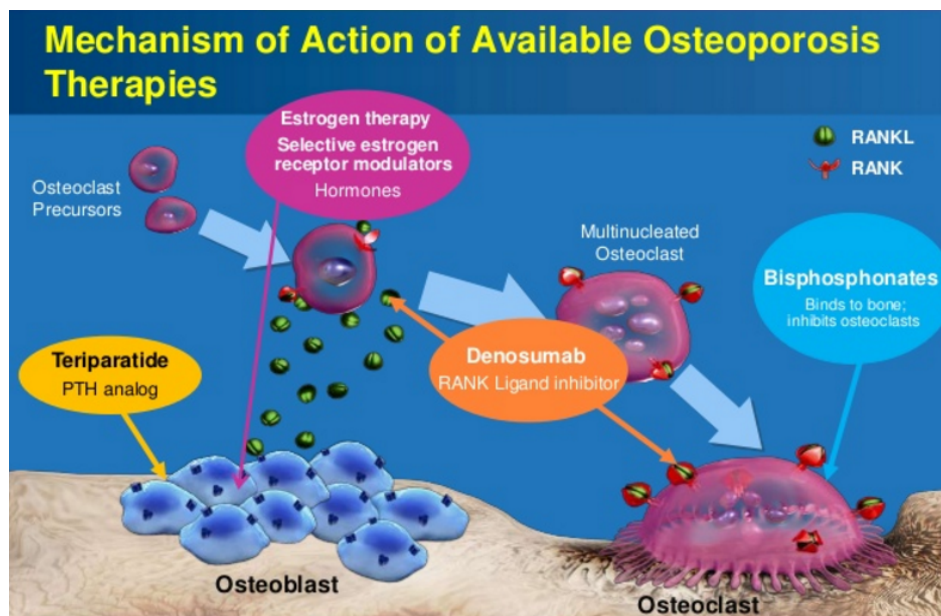 Mechanism of Action of Available Osteoporosis
Therapies
Estrogen therapy
Selective estrogen
receptor modulators
Hormones
RANKL
RANK
Osteoclast
Precursors
Multinucleated
Osteoclast
Bisphosphonates
Binds to bone;
inhibits osteoclasts
Teriparatide
PTH analog
Denosumab
RANK Ligand inhibitor
Osteoblast
Osteoclast